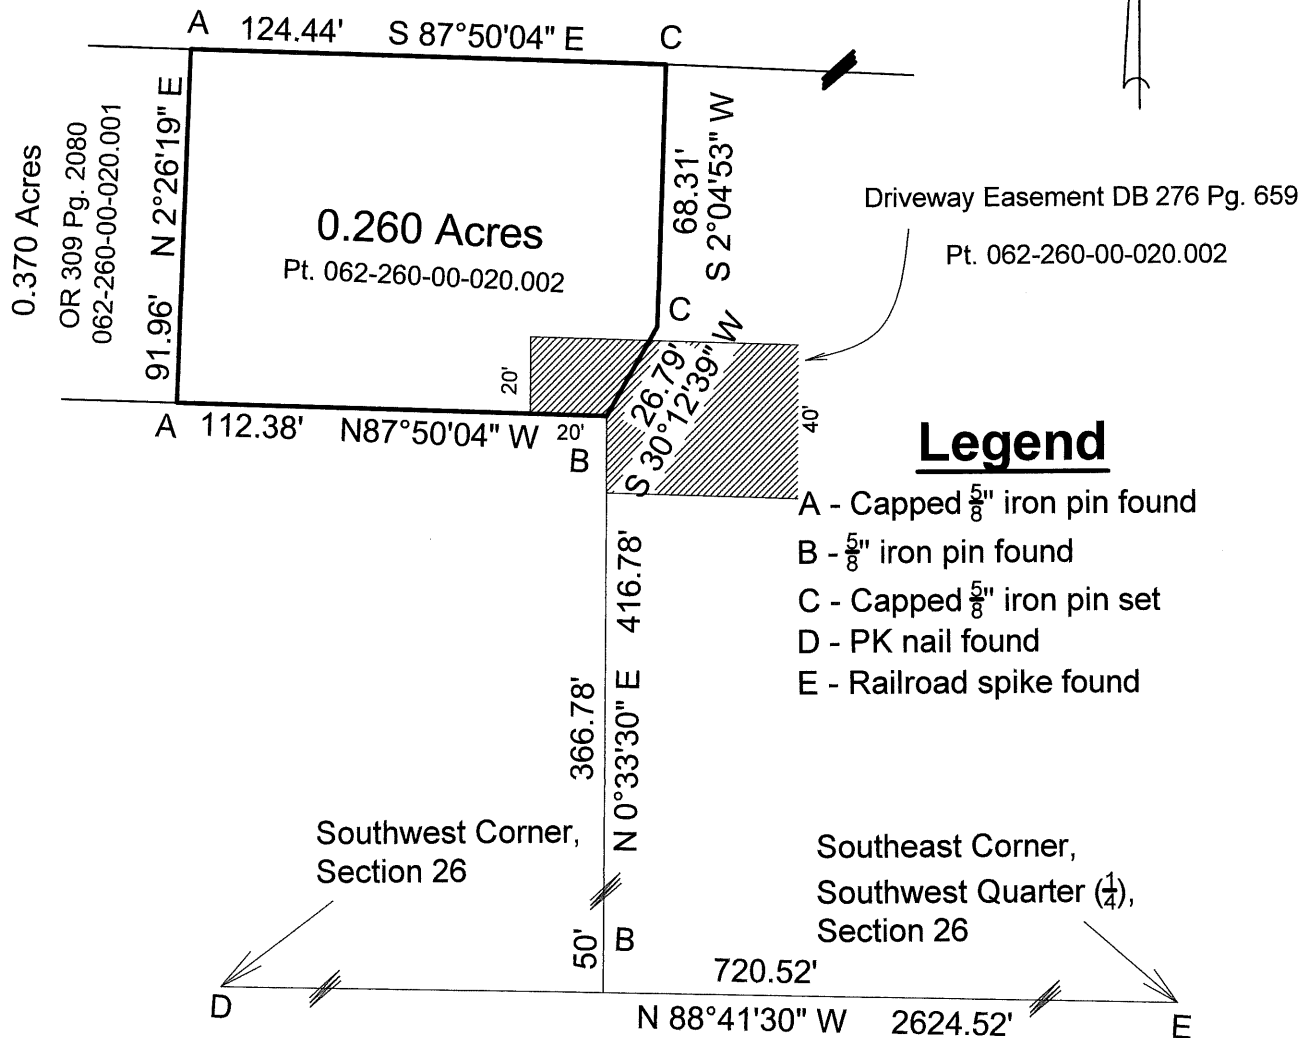 A 124.44' S 87°50'04" E C
0.370 Acres
OR 309 Pg. 2080
062-260-00-020.001
91.96' N 2°26'19" E
0.260 Acres
Pt. 062-260-00-020.002
68.31'
S 2°04'53" W
Driveway Easement DB 276 Pg. 659
Pt. 062-260-00-020.002
C
26.79'
S 30°12'39" W
20'
40'
A 112.38' N87°50'04" W 20'
B
Legend
A - Capped 5/8" iron pin found
B - 5/8" iron pin found
C - Capped 5/8" iron pin set
D - PK nail found
E - Railroad spike found
366.78'
N 0°33'30" E 416.78'
Southwest Corner,
Section 26
Southeast Corner,
Southwest Quarter (1/4),
Section 26
50'
B
720.52'
D
N 88°41'30" W 2624.52'
E